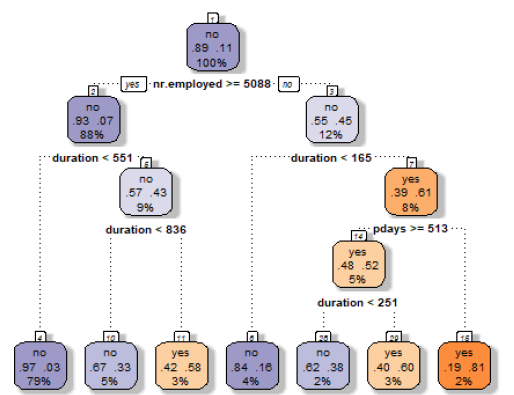 1
no
.89 .11
100%
yes nr.employed >= 5088 no
2
no
.93 .07
88%
3
no
.55 .45
12%
duration < 551
duration < 165
5
no
.57 .43
9%
7
yes
.39 .61
8%
duration < 836
pdays >= 513
14
yes
.48 .52
5%
duration < 251
4
no
.97 .03
79%
10
no
.67 .33
5%
11
yes
.42 .58
3%
6
no
.84 .16
4%
28
no
.62 .38
2%
29
yes
.40 .60
3%
15
yes
.19 .81
2%